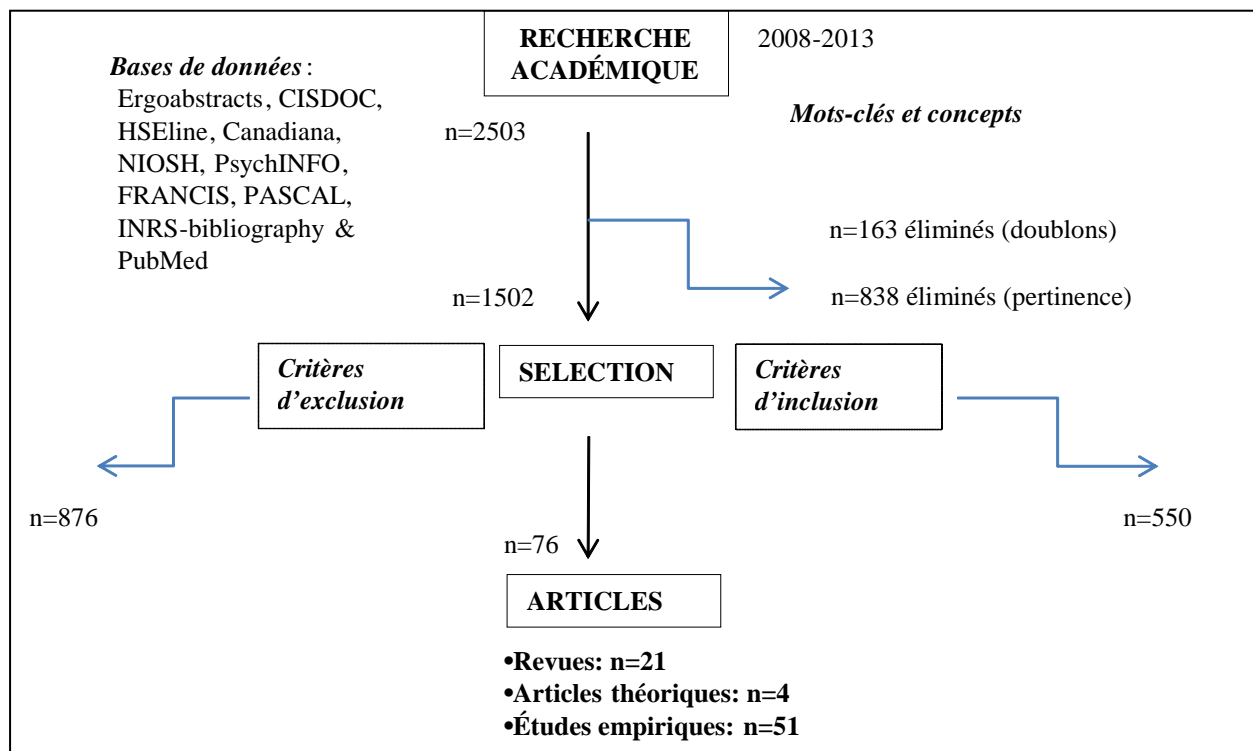 RECHERCHE
ACADÉMIQUE
2008-2013
Bases de données :
Ergoabstracts, CISDOC,
HSEline, Canadiana,
NIOSH, PsychINFO,
FRANCIS, PASCAL,
INRS-bibliography &
PubMed
Mots-clés et concepts
n=2503
n=163 éliminés (doublons)
n=838 éliminés (pertinence)
n=1502
Critères
d’exclusion
SELECTION
Critères
d’inclusion
n=876
n=550
n=76
ARTICLES
•Revues: n=21
•Articles théoriques: n=4
•Études empiriques: n=51